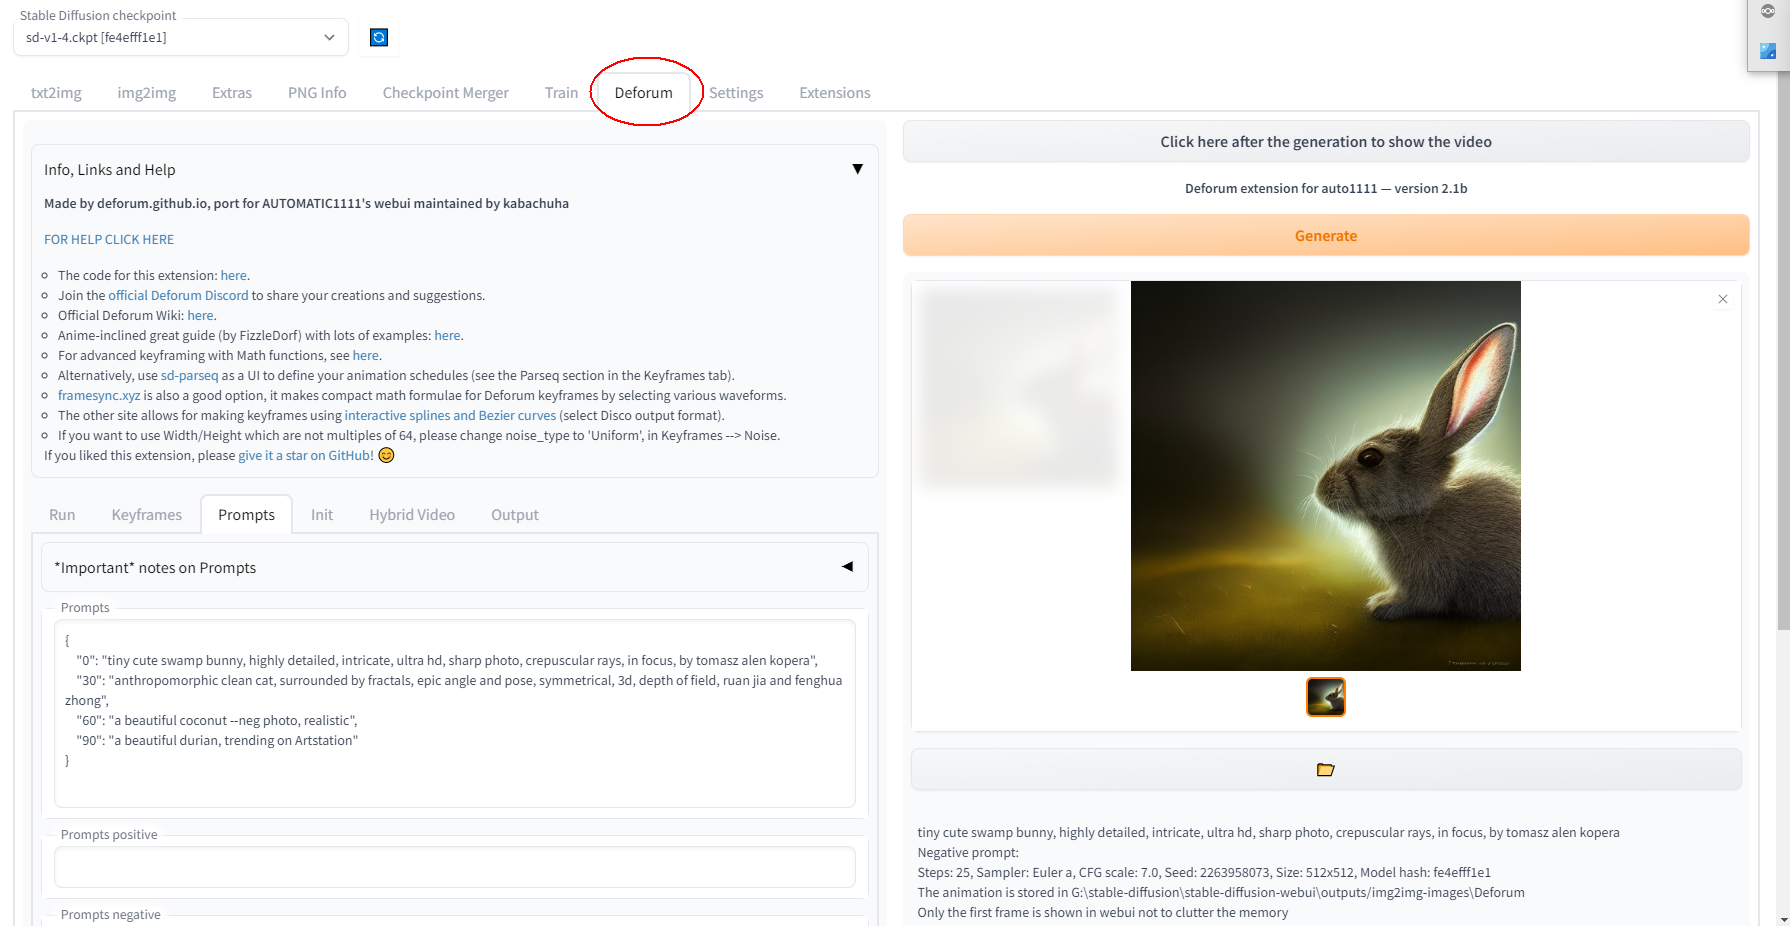 Stable Diffusion checkpoint
sd-v1-4.ckpt [fe4efff1e1]
txt2img img2img Extras PNG Info Checkpoint Merger Train Deforum Settings Extensions
Info, Links and Help
Made by deforum.github.io, port for AUTOMATIC1111's webui maintained by kabachuha
FOR HELP CLICK HERE
The code for this extension: here.
Join the official Deforum Discord to share your creations and suggestions.
Official Deforum Wiki: here.
Anime-inclined great guide (by FizzleDorf) with lots of examples: here.
For advanced keyframing with Math functions, see here.
Alternatively, use sd-parseq as a UI to define your animation schedules (see the Parseq section in the Keyframes tab).
framesync.xyz is also a good option, it makes compact math formulae for Deforum keyframes by selecting various waveforms.
The other site allows for making keyframes using interactive splines and Bezier curves (select Disco output format).
If you want to use Width/Height which are not multiples of 64, please change noise_type to 'Uniform', in Keyframes --> Noise.
If you liked this extension, please give it a star on GitHub! 😊
Run Keyframes Prompts Init Hybrid Video Output
*Important* notes on Prompts
Prompts
{
"0": "tiny cute swamp bunny, highly detailed, intricate, ultra hd, sharp photo, crepuscular rays, in focus, by tomasz alen kopera",
"30": "anthropomorphic clean cat, surrounded by fractals, epic angle and pose, symmetrical, 3d, depth of field, ruan jia and fenghua
zhong",
"60": "a beautiful coconut --neg photo, realistic",
"90": "a beautiful durian, trending on Artstation"
}
Prompts positive
Prompts negative
Click here after the generation to show the video
Deforum extension for auto1111 — version 2.1b
Generate
tiny cute swamp bunny, highly detailed, intricate, ultra hd, sharp photo, crepuscular rays, in focus, by tomasz alen kopera
Negative prompt:
Steps: 25, Sampler: Euler a, CFG scale: 7.0, Seed: 2263958073, Size: 512x512, Model hash: fe4efff1e1
The animation is stored in G:\stable-diffusion\stable-diffusion-webui\outputs/img2img-images\Deforum
Only the first frame is shown in webui not to clutter the memory